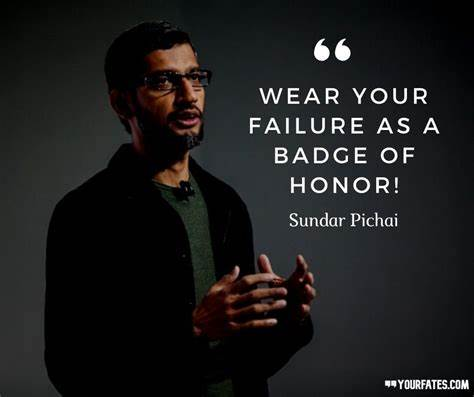 WEAR YOUR
FAILURE AS A
BADGE OF
HONOR!
Sundar Pichai
YOURFATES.COM